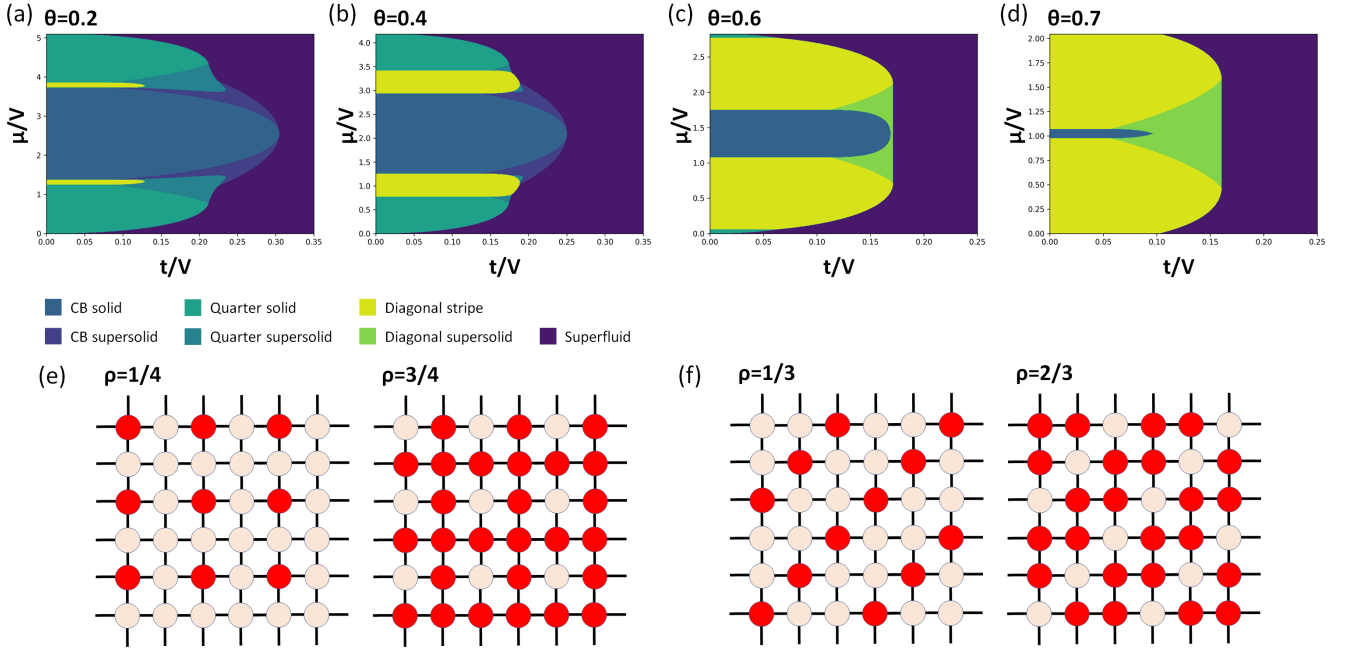 (a) θ=0.2
(b) θ=0.4
(c) θ=0.6
(d) θ=0.7
μ/V
5
4
3
2
1
0
0.00 0.05 0.10 0.15 0.20 0.25 0.30 0.35
t/V
μ/V
4.0
3.5
3.0
2.5
2.0
1.5
1.0
0.5
0.0
0.00 0.05 0.10 0.15 0.20 0.25 0.30 0.35
t/V
μ/V
2.5
2.0
1.5
1.0
0.5
0.0
0.00 0.05 0.10 0.15 0.20 0.25
t/V
μ/V
2.00
1.75
1.50
1.25
1.00
0.75
0.50
0.25
0.00
0.00 0.05 0.10 0.15 0.20 0.25
t/V
CB solid Quarter solid Diagonal stripe
CB supersolid Quarter supersolid Diagonal supersolid Superfluid
(e) ρ=1/4 ρ=3/4
(f) ρ=1/3 ρ=2/3